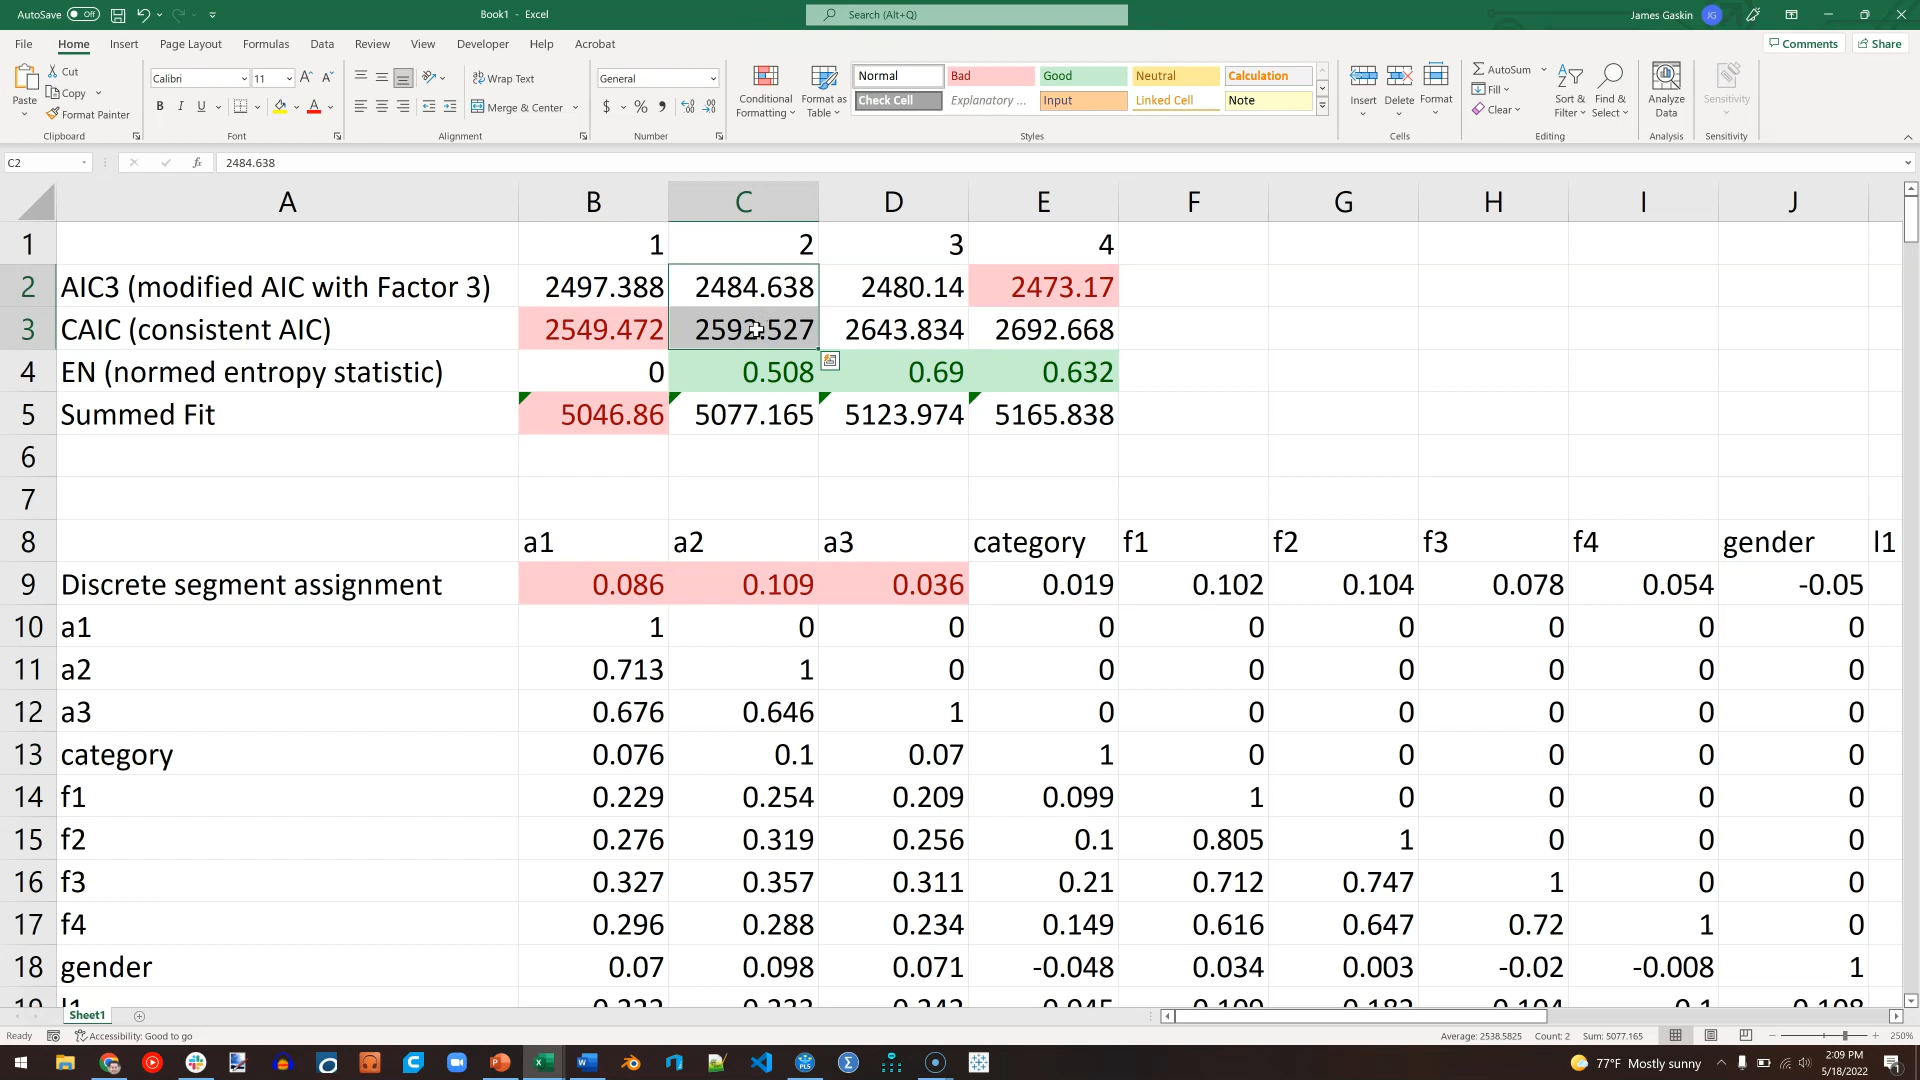 AutoSave Off Book1 - Excel Search (Alt+Q) James Gaskin JG
File Home Insert Page Layout Formulas Data Review View Developer Help Acrobat Comments Share
Paste Cut Copy Format Painter Clipboard
Calibri 11 B I U A Font
Wrap Text Merge & Center Alignment
General $ % Number
Conditional Formatting Format as Table
Normal Bad Good Neutral Calculation
Check Cell Explanatory ... Input Linked Cell Note
Styles
Insert Delete Format Cells
AutoSum Fill Clear Sort & Filter Find & Select Editing
Analyze Data Analysis
Sensitivity Sensitivity
C2 fx 2484.638
A B C D E F G H I J
1 1 2 3 4
2 AIC3 (modified AIC with Factor 3) 2497.388 2484.638 2480.14 2473.17
3 CAIC (consistent AIC) 2549.472 2592.527 2643.834 2692.668
4 EN (normed entropy statistic) 0 0.508 0.69 0.632
5 Summed Fit 5046.86 5077.165 5123.974 5165.838
6
7
8 a1 a2 a3 category f1 f2 f3 f4 gender l1
9 Discrete segment assignment 0.086 0.109 0.036 0.019 0.102 0.104 0.078 0.054 -0.05
10 a1 1 0 0 0 0 0 0 0 0
11 a2 0.713 1 0 0 0 0 0 0 0
12 a3 0.676 0.646 1 0 0 0 0 0 0
13 category 0.076 0.1 0.07 1 0 0 0 0 0
14 f1 0.229 0.254 0.209 0.099 1 0 0 0 0
15 f2 0.276 0.319 0.256 0.1 0.805 1 0 0 0
16 f3 0.327 0.357 0.311 0.21 0.712 0.747 1 0 0
17 f4 0.296 0.288 0.234 0.149 0.616 0.647 0.72 1 0
18 gender 0.07 0.098 0.071 -0.048 0.034 0.003 -0.02 -0.008 1
Sheet1
Ready Accessibility: Good to go Average: 2538.5825 Count: 2 Sum: 5077.165 250%
77°F Mostly sunny 2:09 PM
5/18/2022